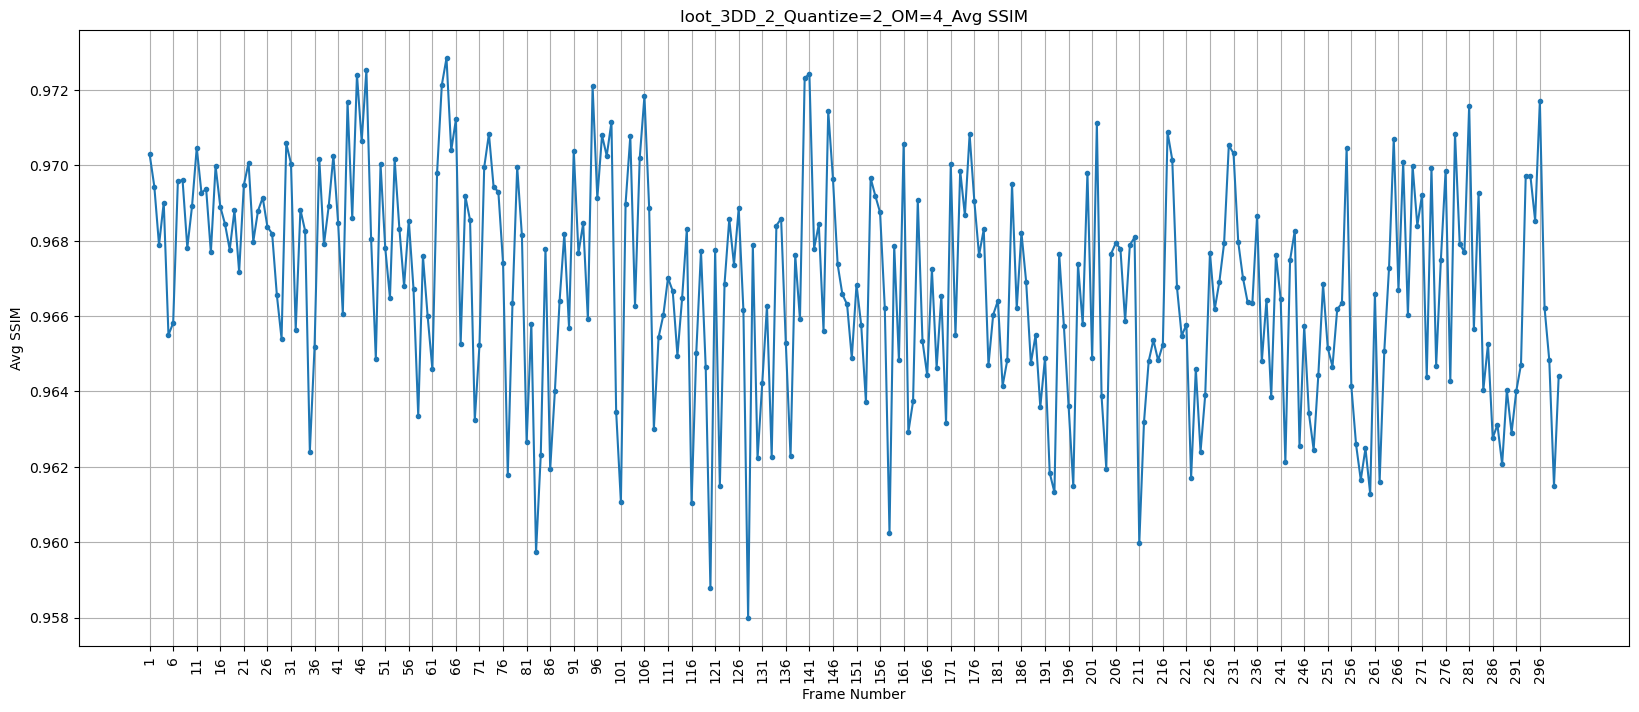 loot_3DD_2_Quantize=2_OM=4_Avg SSIM
Avg SSIM
0.972
0.970
0.968
0.966
0.964
0.962
0.960
0.958
1 6 11 16 21 26 31 36 41 46 51 56 61 66 71 76 81 86 91 96 101 106 111 116 121 126 131 136 141 146 151 156 161 166 171 176 181 186 191 196 201 206 211 216 221 226 231 236 241 246 251 256 261 266 271 276 281 286 291 296
Frame Number